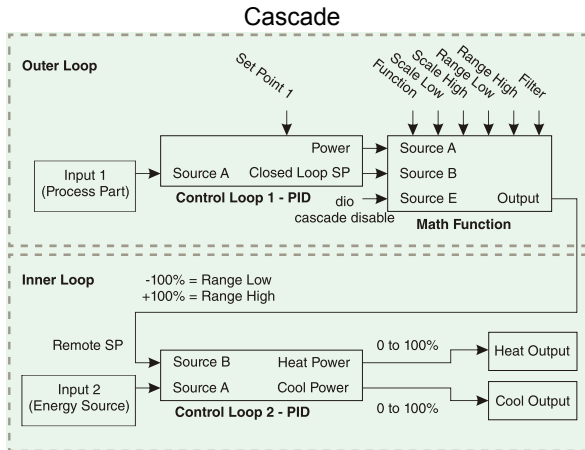 Cascade
Outer Loop
Set Point 1
Function
Scale Low
Scale High
Range Low
Range High
Filter
Input 1
(Process Part)
Power
Source A
Closed Loop SP
Control Loop 1 - PID
dio
cascade disable
Source A
Source B
Source E
Output
Math Function
Inner Loop
-100% = Range Low
+100% = Range High
Remote SP
Input 2
(Energy Source)
Source B
Heat Power
Source A
Cool Power
Control Loop 2 - PID
0 to 100%
Heat Output
0 to 100%
Cool Output